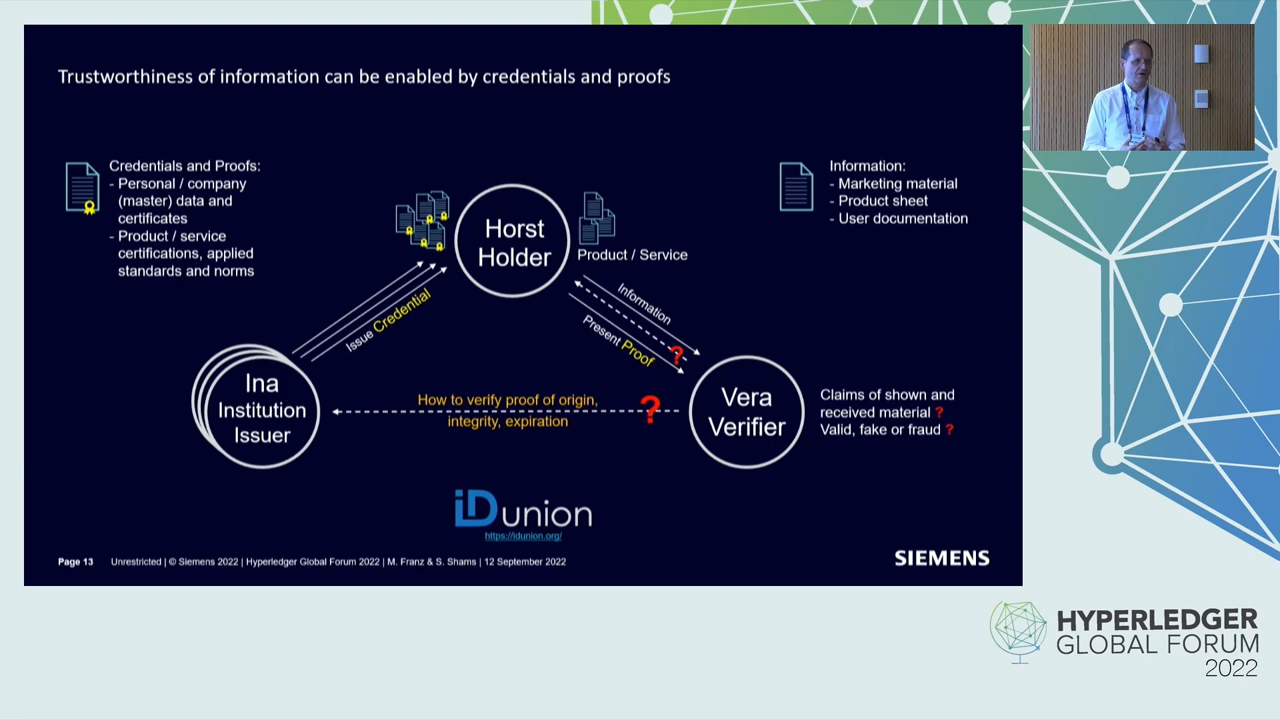 Trustworthiness of information can be enabled by credentials and proofs
Credentials and Proofs:
- Personal / company
(master) data and
certificates
- Product / service
certifications, applied
standards and norms
Horst
Holder
Product / Service
Information:
- Marketing material
- Product sheet
- User documentation
Issue Credential
Information
Present Proof
?
Ina
Institution
Issuer
How to verify proof of origin,
integrity, expiration
?
Vera
Verifier
Claims of shown and
received material ?
Valid, fake or fraud ?
iDunion
https://idunion.org/
Page 13 Unrestricted | © Siemens 2022 | Hyperledger Global Forum 2022 | M. Franz & S. Shams | 12 September 2022
SIEMENS
HYPERLEDGER
GLOBAL FORUM
2022